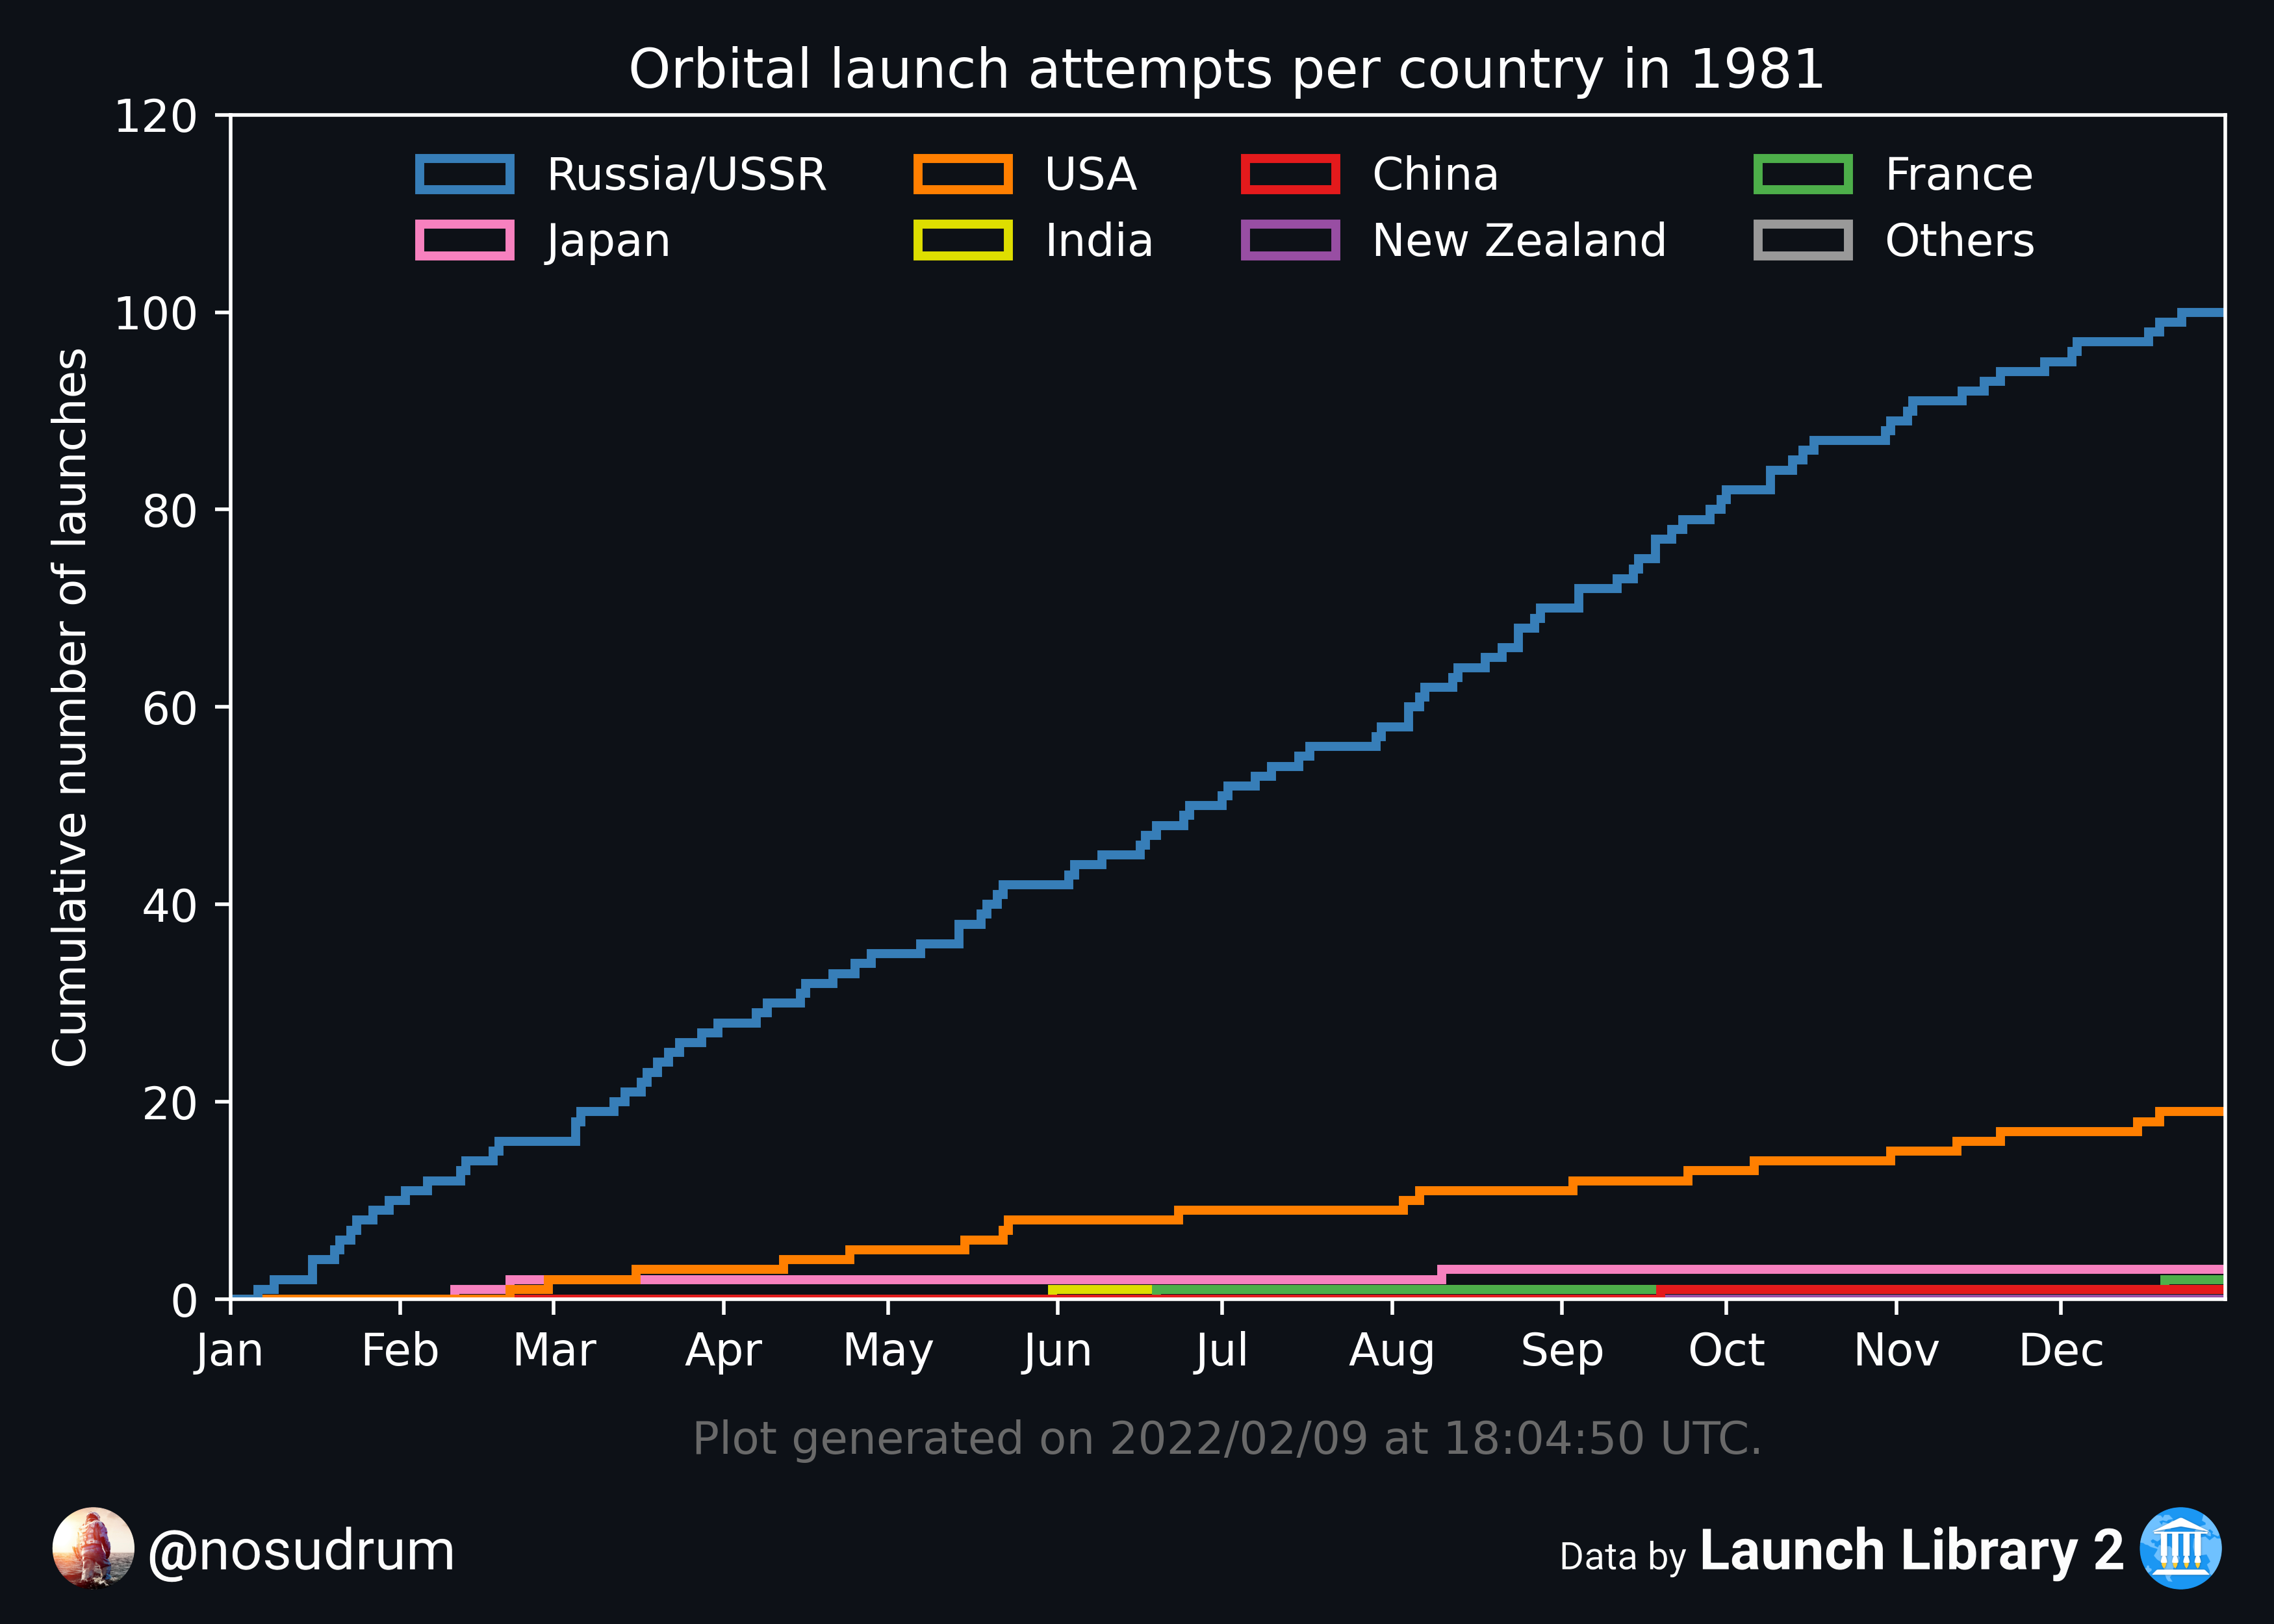 Orbital launch attempts per country in 1981
120
Russia/USSR USA China France
Japan India New Zealand Others
100
80
60
40
20
0
Cumulative number of launches
Jan Feb Mar Apr May Jun Jul Aug Sep Oct Nov Dec
Plot generated on 2022/02/09 at 18:04:50 UTC.
@nosudrum
Data by Launch Library 2